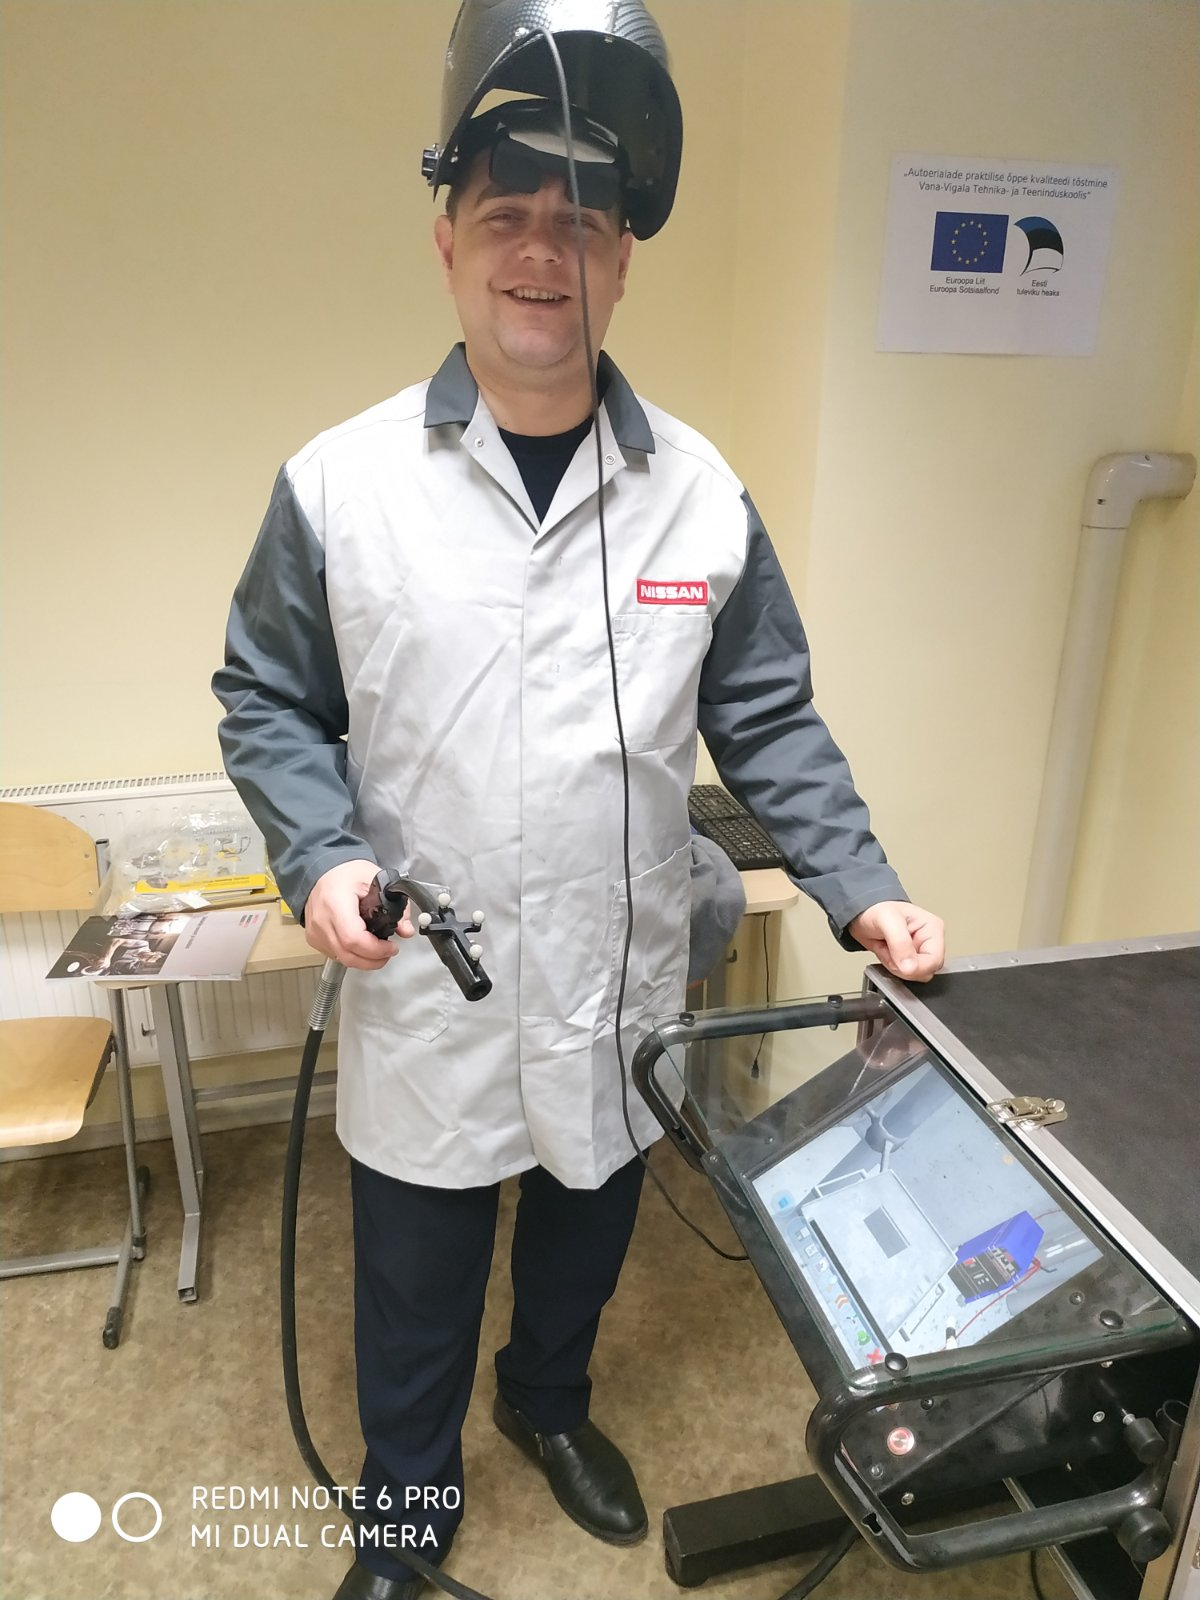 „Autoerialade praktilise õppe kvaliteedi tõstmine
Vana-Vigala Tehnika- ja Teeninduskoolis“
Euroopa Liit
Euroopa Sotsiaalfond
Eesti
tuleviku heaks
NISSAN
REDMI NOTE 6 PRO
MI DUAL CAMERA